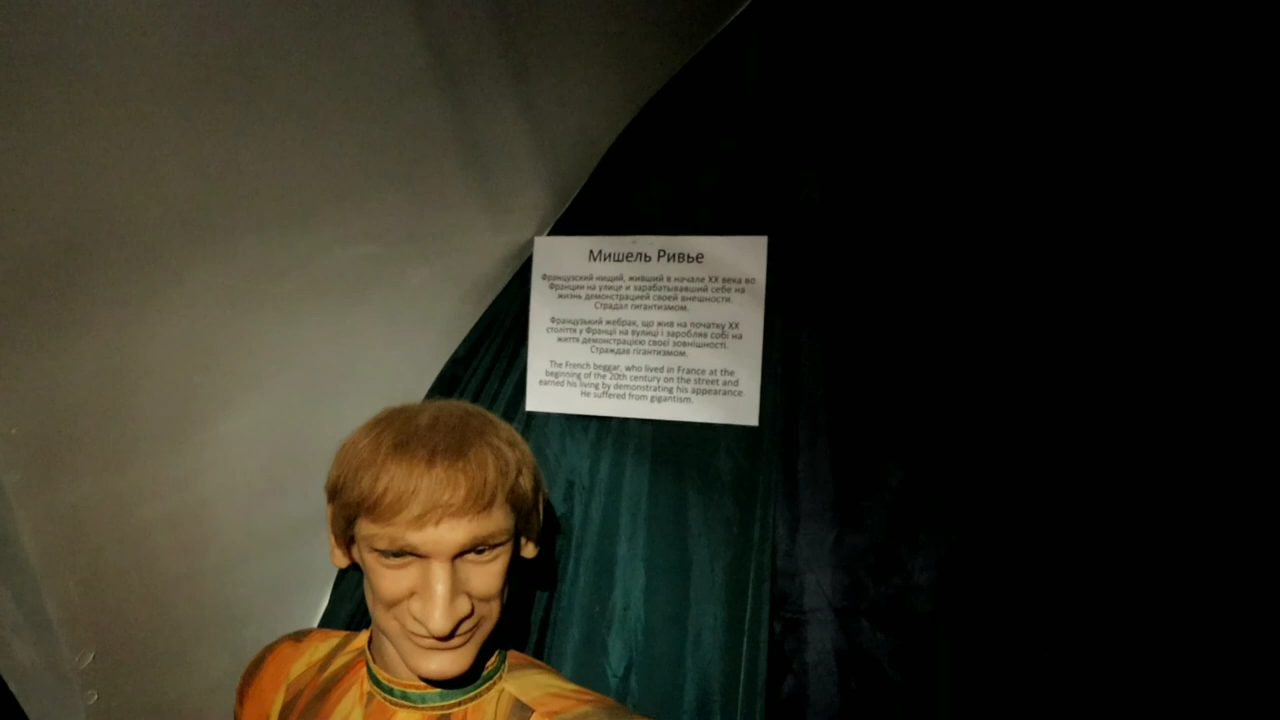 Мишель Ривье
Французский нищий, живший в начале XX века во
Франции на улице и зарабатывавший себе на
жизнь демонстрацией своей внешности.
Страдал гигантизмом.
Французький жебрак, що жив на початку XX
століття у Франції на вулиці і заробляв собі на
життя демонстрацією своєї зовнішності.
Страждав гігантизмом.
The French beggar, who lived in France at the
beginning of the 20th century on the street and
earned his living by demonstrating his appearance.
He suffered from gigantism.